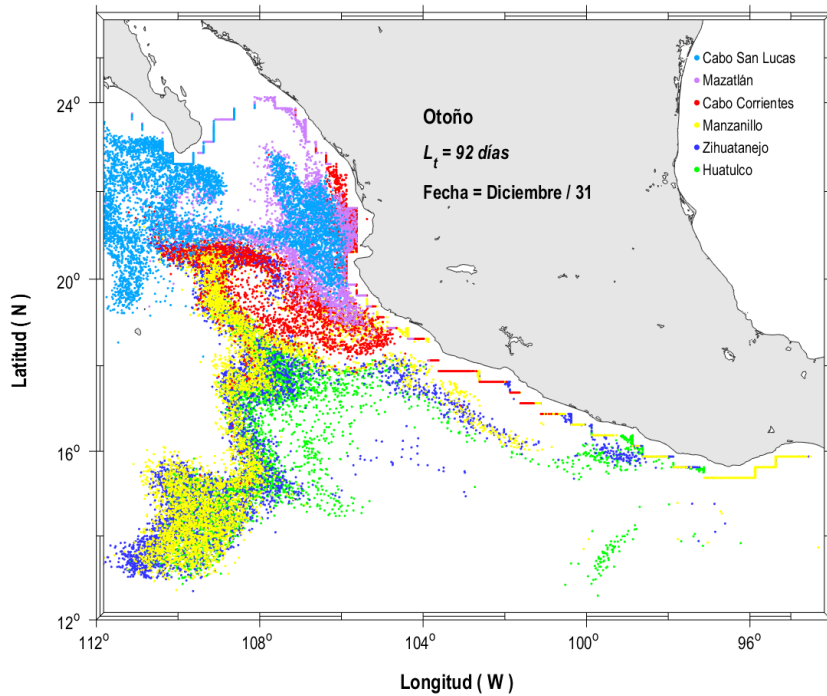 Cabo San Lucas
Mazatlán
Cabo Corrientes
Manzanillo
Zihuatanejo
Huatulco
Otoño
L_t = 92 días
Fecha = Diciembre / 31
24°
20°
16°
12°
Latitud ( N )
112° 108° 104° 100° 96°
Longitud ( W )